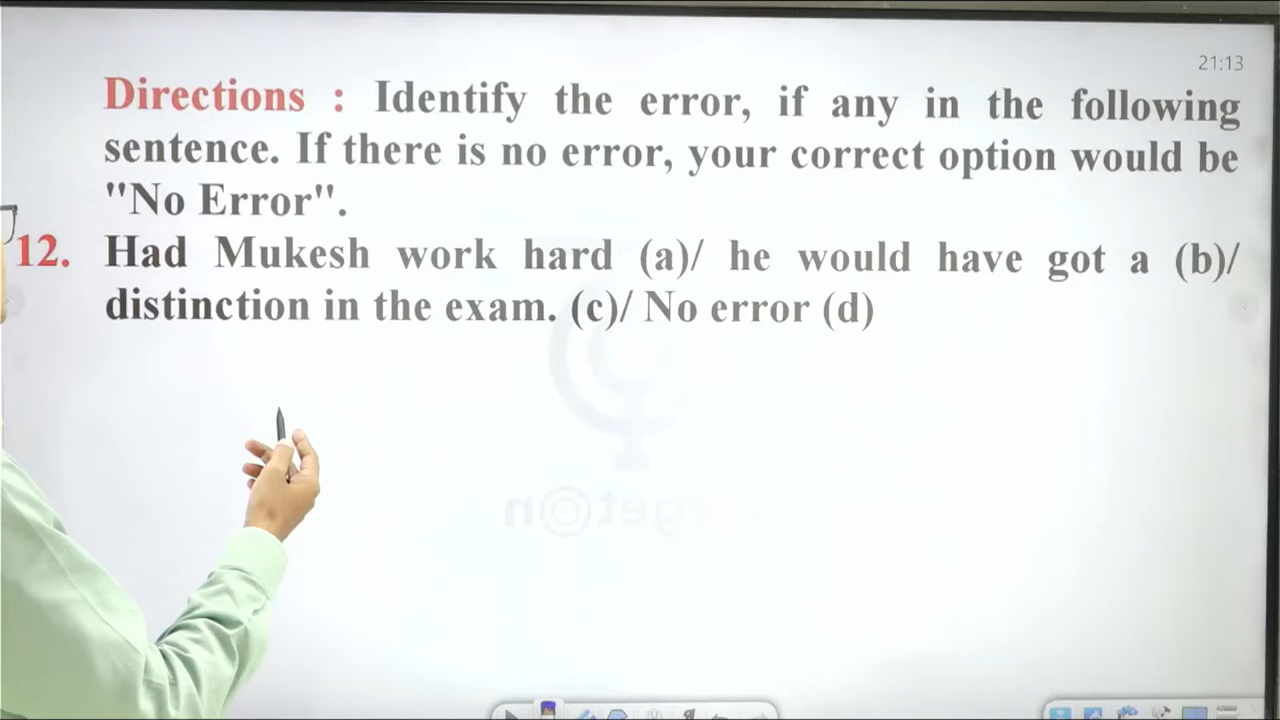 21:13
Directions : Identify the error, if any in the following
sentence. If there is no error, your correct option would be
"No Error".
12. Had Mukesh work hard (a)/ he would have got a (b)/
distinction in the exam. (c)/ No error (d)